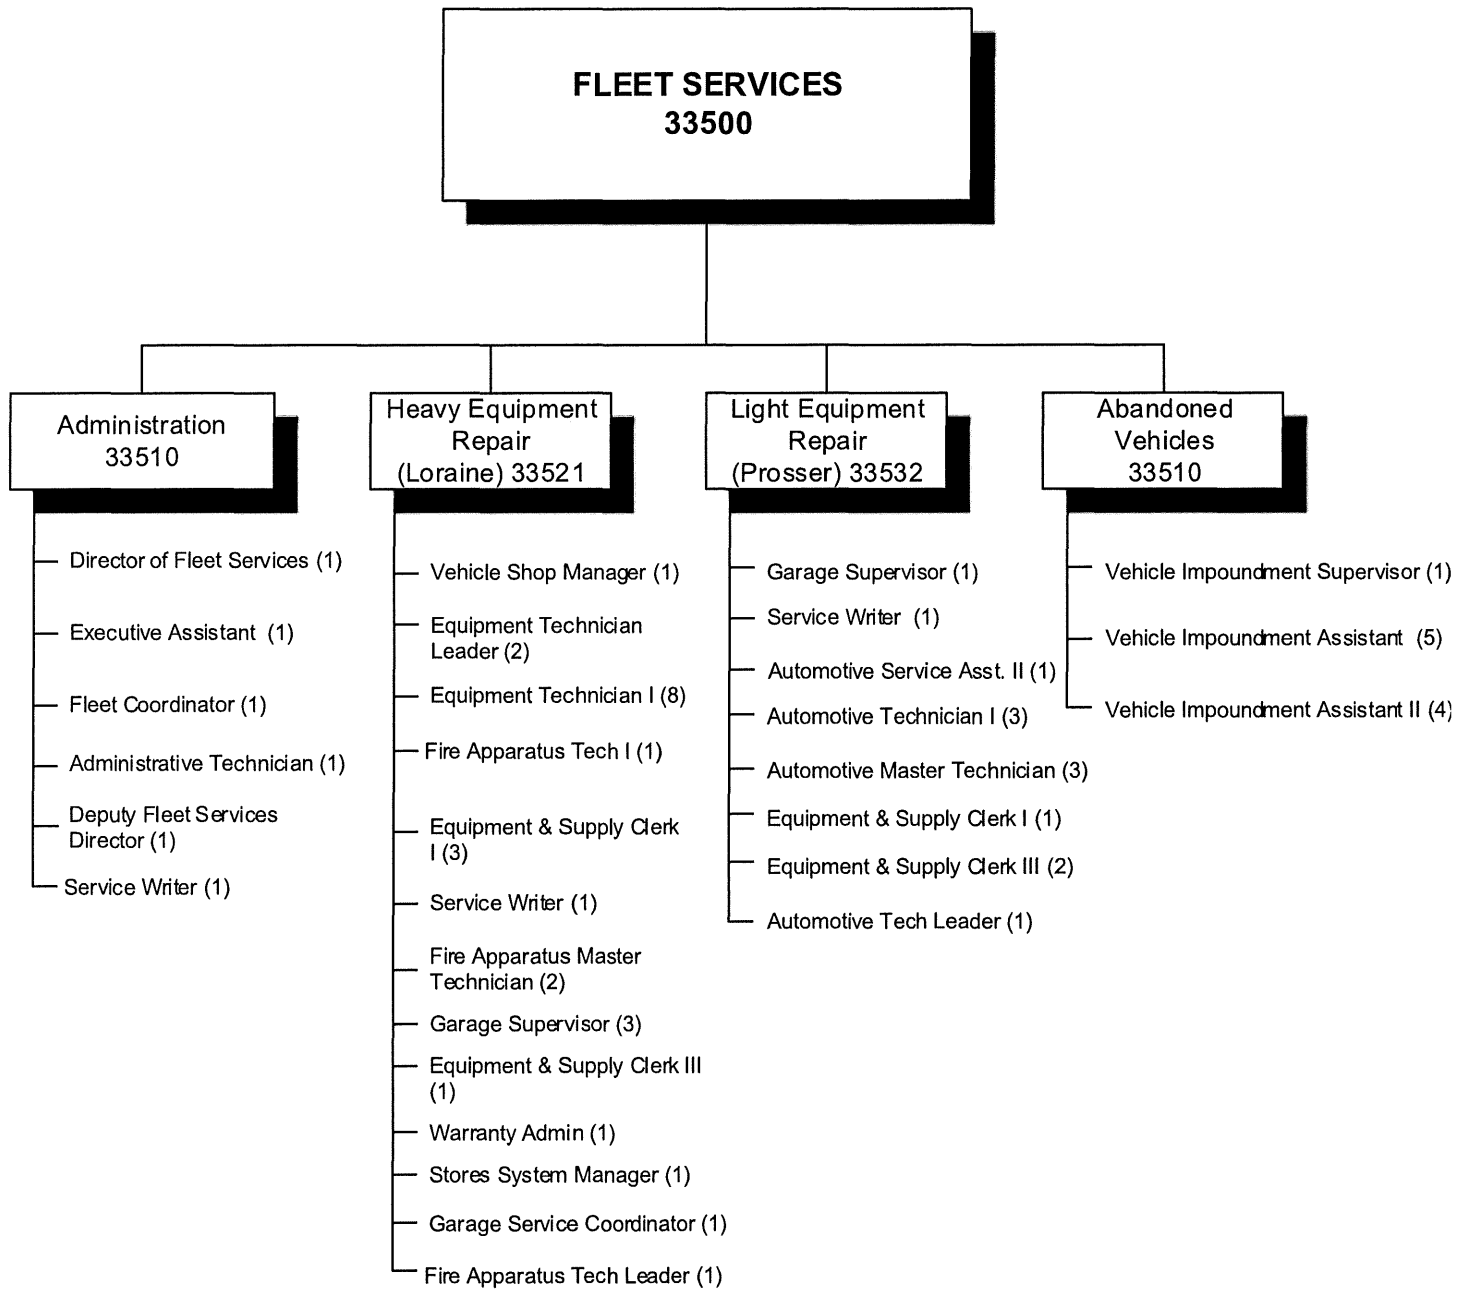 FLEET SERVICES
33500
Administration
33510
Director of Fleet Services (1)
Executive Assistant (1)
Fleet Coordinator (1)
Administrative Technician (1)
Deputy Fleet Services
Director (1)
Service Writer (1)
Heavy Equipment
Repair
(Loraine) 33521
Vehicle Shop Manager (1)
Equipment Technician
Leader (2)
Equipment Technician I (8)
Fire Apparatus Tech I (1)
Equipment & Supply Clerk
I (3)
Service Writer (1)
Fire Apparatus Master
Technician (2)
Garage Supervisor (3)
Equipment & Supply Clerk III
(1)
Warranty Admin (1)
Stores System Manager (1)
Garage Service Coordinator (1)
Fire Apparatus Tech Leader (1)
Light Equipment
Repair
(Prosser) 33532
Garage Supervisor (1)
Service Writer (1)
Automotive Service Asst. II (1)
Automotive Technician I (3)
Automotive Master Technician (3)
Equipment & Supply Clerk I (1)
Equipment & Supply Clerk III (2)
Automotive Tech Leader (1)
Abandoned
Vehicles
33510
Vehicle Impoundment Supervisor (1)
Vehicle Impoundment Assistant (5)
Vehicle Impoundment Assistant II (4)